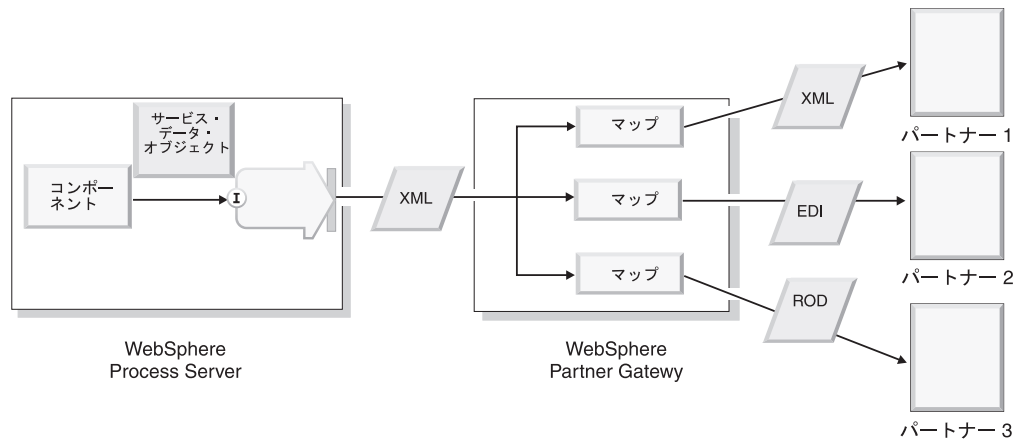 サービス・
データ・
オブジェクト
コンポー
ネント
I
WebSphere
Process Server
XML
マップ
マップ
マップ
WebSphere
Partner Gatewy
XML
EDI
ROD
パートナー 1
パートナー 2
パートナー 3